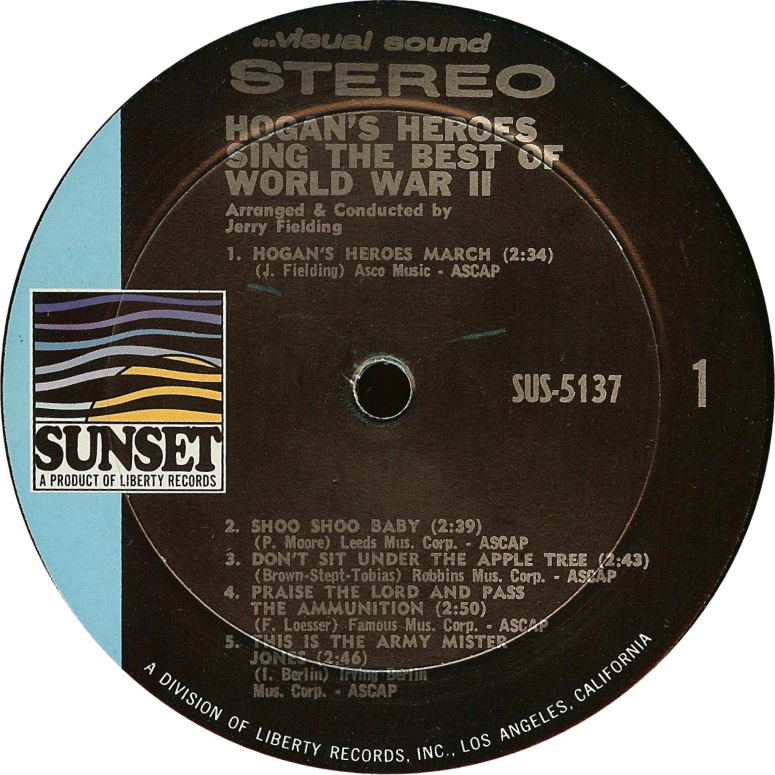 ...visual sound
STEREO
HOGAN'S HEROES
SING THE BEST OF
WORLD WAR II
Arranged & Conducted by
Jerry Fielding
1. HOGAN'S HEROES MARCH (2:34)
(J. Fielding) Asco Music - ASCAP
SUS-5137
1
SUNSET
A PRODUCT OF LIBERTY RECORDS
2. SHOO SHOO BABY (2:39)
(P. Moore) Leeds Mus. Corp. - ASCAP
3. DON'T SIT UNDER THE APPLE TREE (2:43)
(Brown-Stept-Tobias) Robbins Mus. Corp. - ASCAP
4. PRAISE THE LORD AND PASS
THE AMMUNITION (2:50)
(F. Loesser) Famous Mus. Corp. - ASCAP
5. THIS IS THE ARMY MISTER
JONES (2:46)
(I. Berlin) Irving Berlin
Mus. Corp. - ASCAP
A DIVISION OF LIBERTY RECORDS, INC., LOS ANGELES, CALIFORNIA